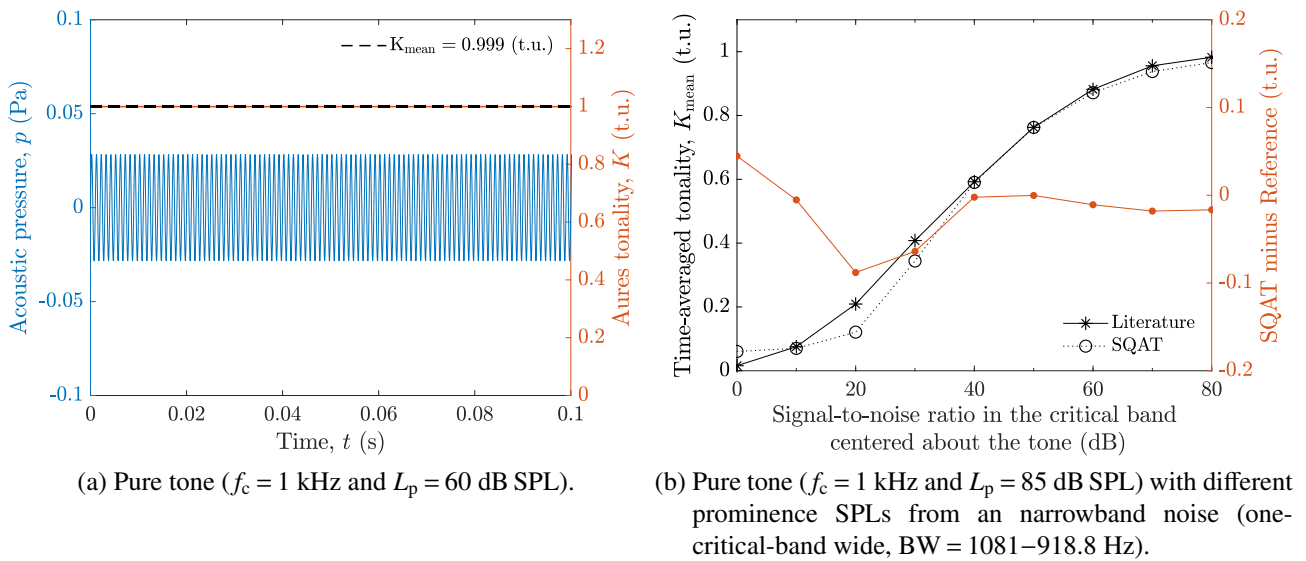 0.1
0.05
0
-0.05
-0.1
Acoustic pressure, p (Pa)
K_mean = 0.999 (t.u.)
1.2
1
0.8
0.6
0.4
0.2
0
Aures tonality, K (t.u.)
0 0.02 0.04 0.06 0.08 0.1
Time, t (s)
(a) Pure tone (f_c = 1 kHz and L_p = 60 dB SPL).
1
0.8
0.6
0.4
0.2
0
Time-averaged tonality, K_mean (t.u.)
Literature
SQAT
0.2
0.1
0
-0.1
-0.2
SQAT minus Reference (t.u.)
0 20 40 60 80
Signal-to-noise ratio in the critical band
centered about the tone (dB)
(b) Pure tone (f_c = 1 kHz and L_p = 85 dB SPL) with different
prominence SPLs from an narrowband noise (one-
critical-band wide, BW = 1081−918.8 Hz).